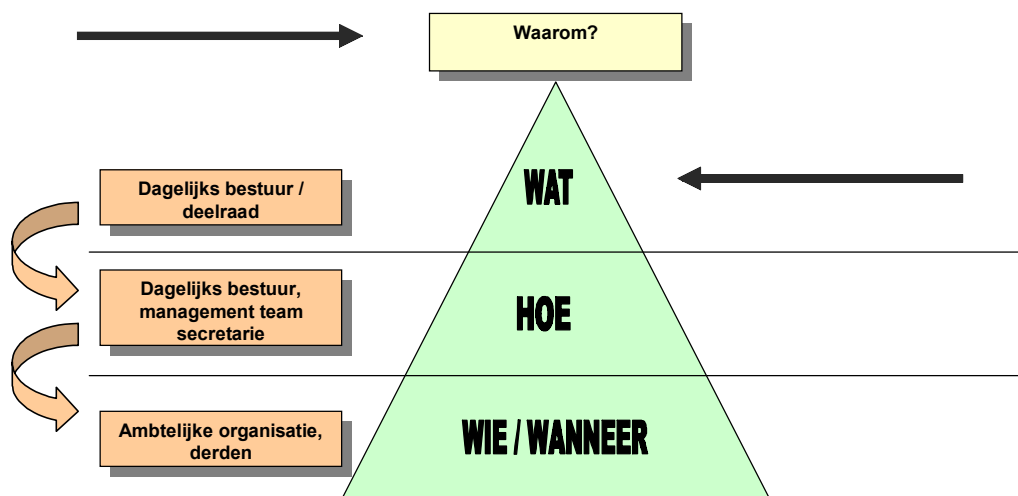 Waarom?
Dagelijks bestuur /
deelraad
WAT
Dagelijks bestuur,
management team
secretarie
HOE
Ambtelijke organisatie,
derden
WIE / WANNEER